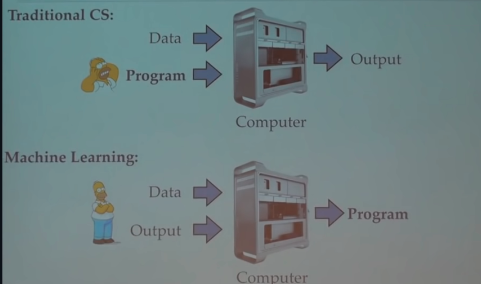 Traditional CS:
Data
Program
Output
Computer
Machine Learning:
Data
Output
Program
Computer